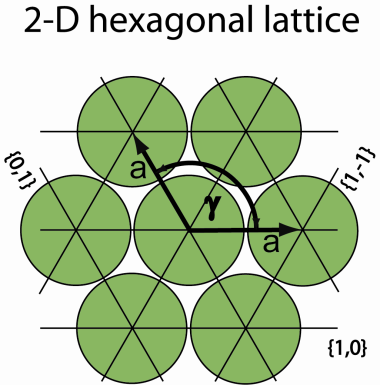 2-D hexagonal lattice
{0,1}
{1,-1}
a
γ
a
{1,0}